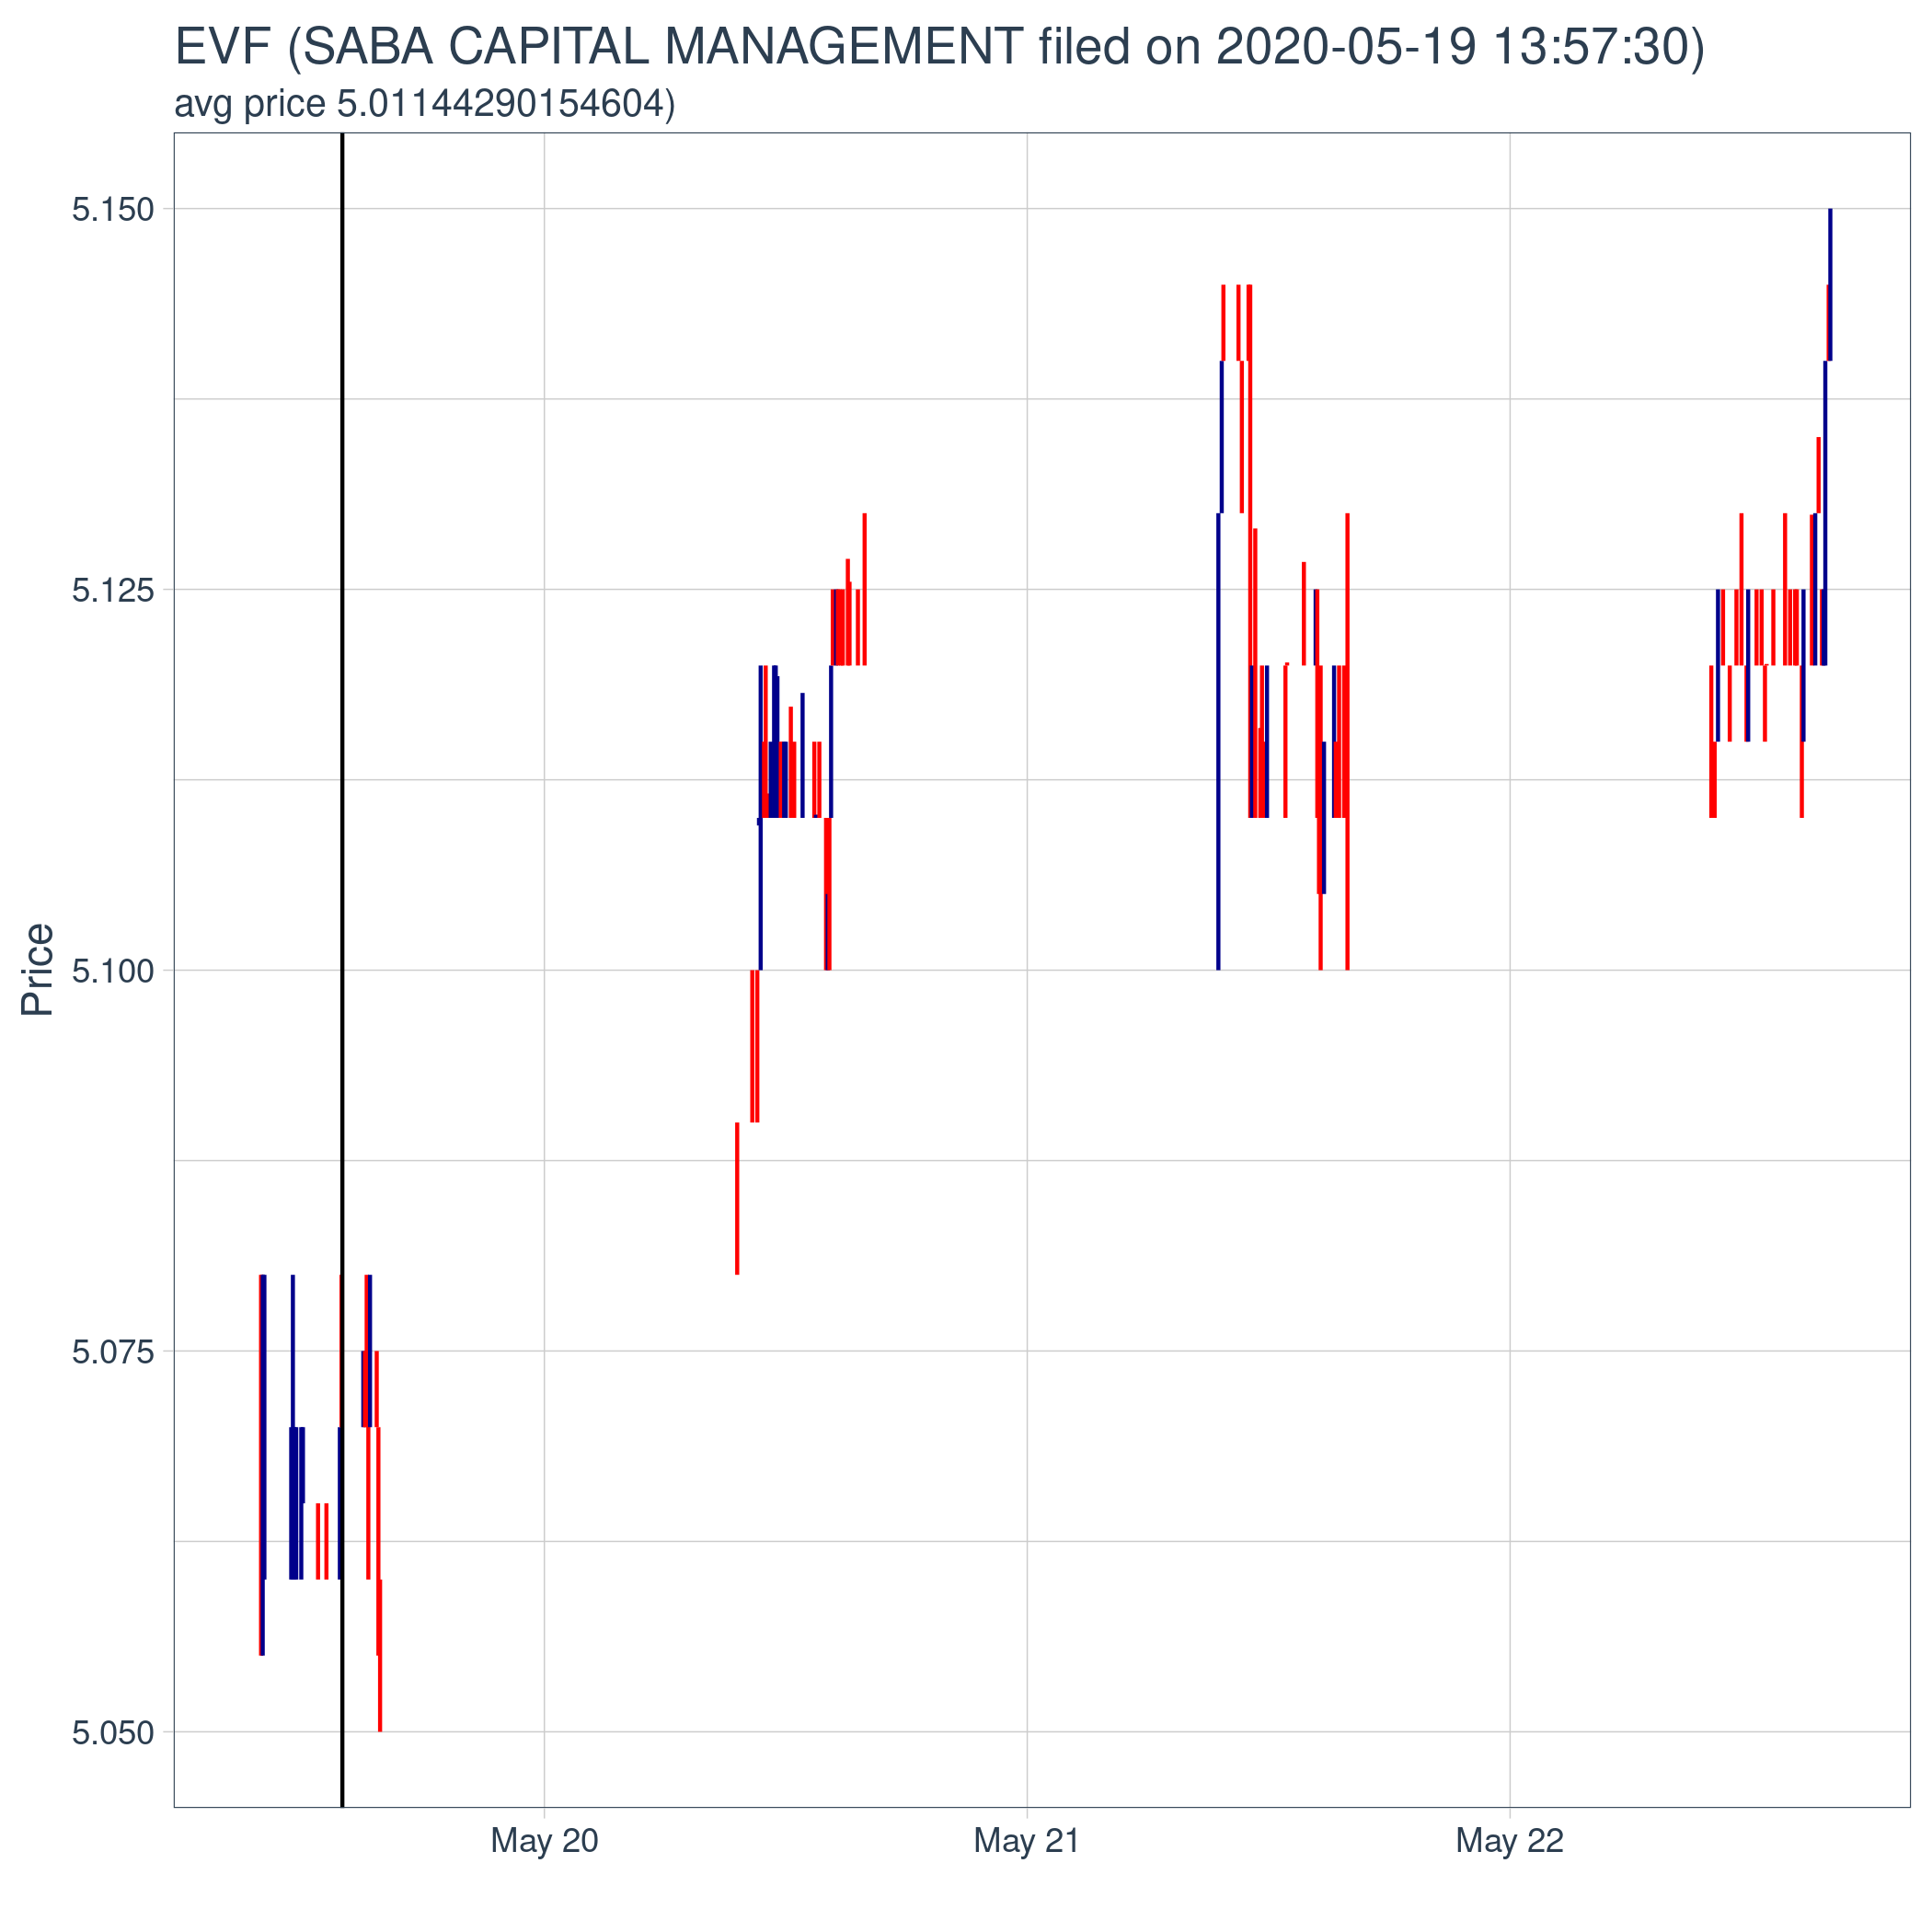 EVF (SABA CAPITAL MANAGEMENT filed on 2020-05-19 13:57:30)
avg price 5.01144290154604)
5.150
5.125
5.100
5.075
5.050
Price
May 20
May 21
May 22